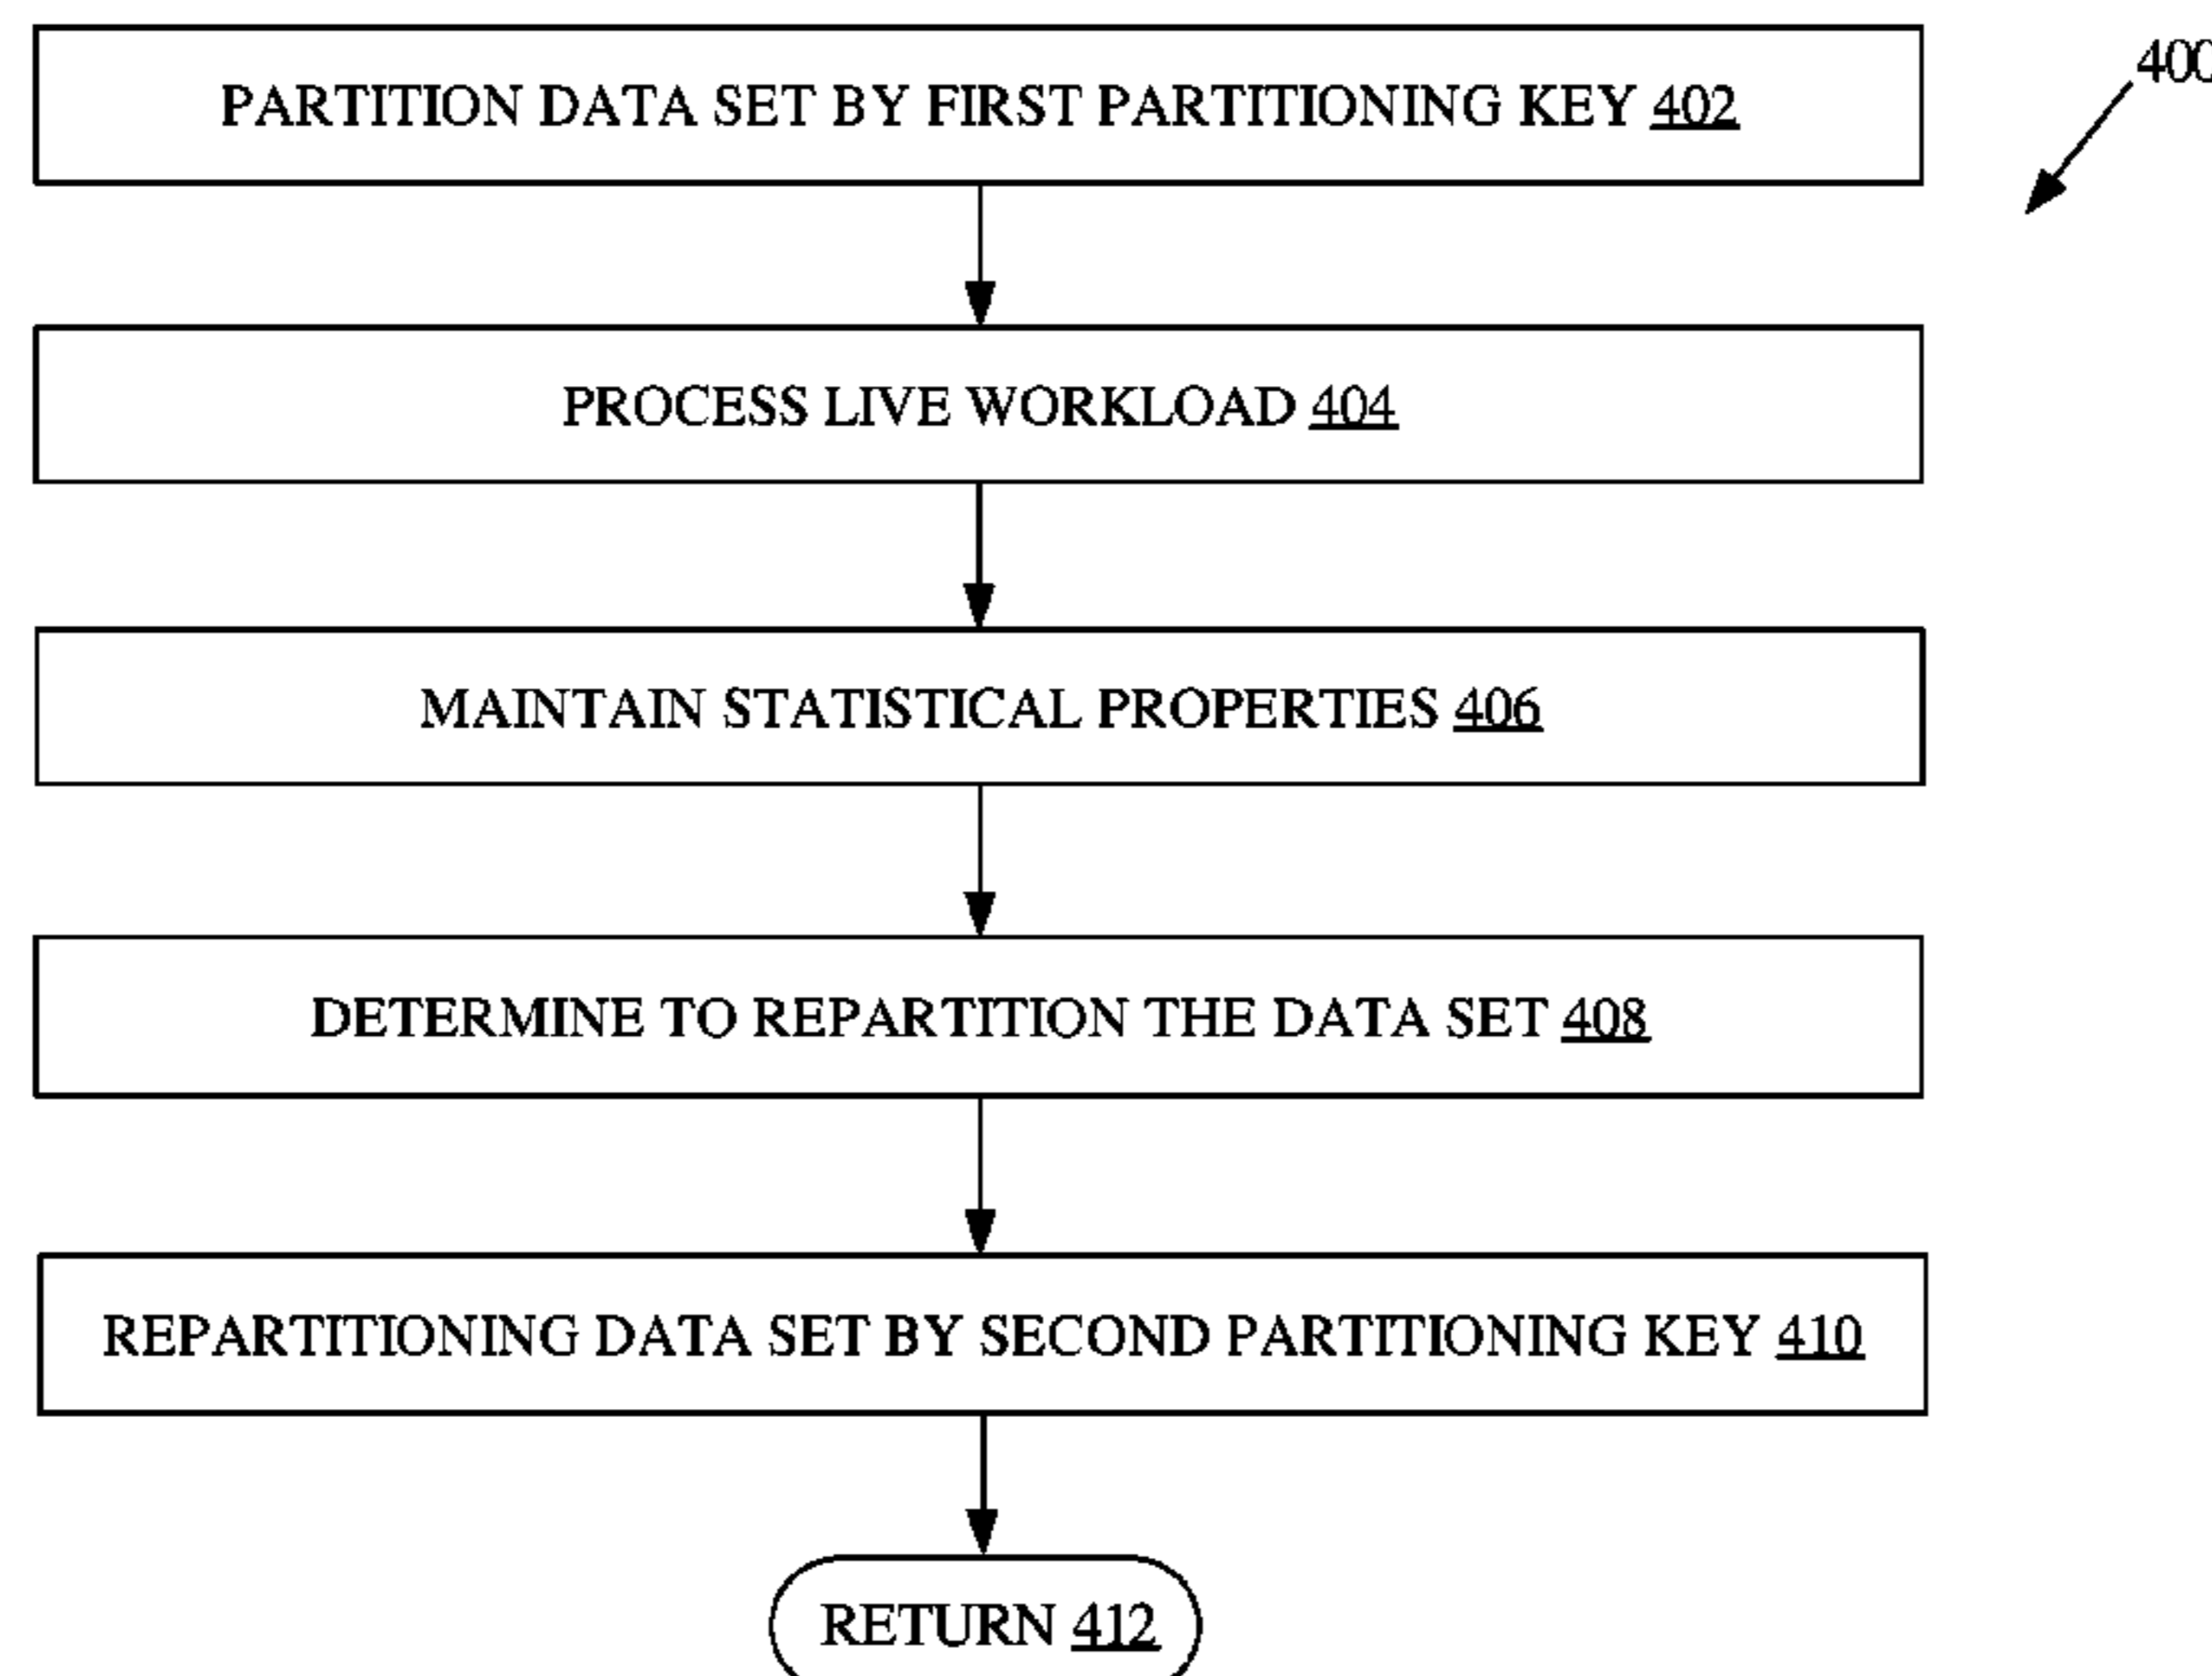 PARTITION DATA SET BY FIRST PARTITIONING KEY 402
400
PROCESS LIVE WORKLOAD 404
MAINTAIN STATISTICAL PROPERTIES 406
DETERMINE TO REPARTITION THE DATA SET 408
REPARTITIONING DATA SET BY SECOND PARTITIONING KEY 410
RETURN 412